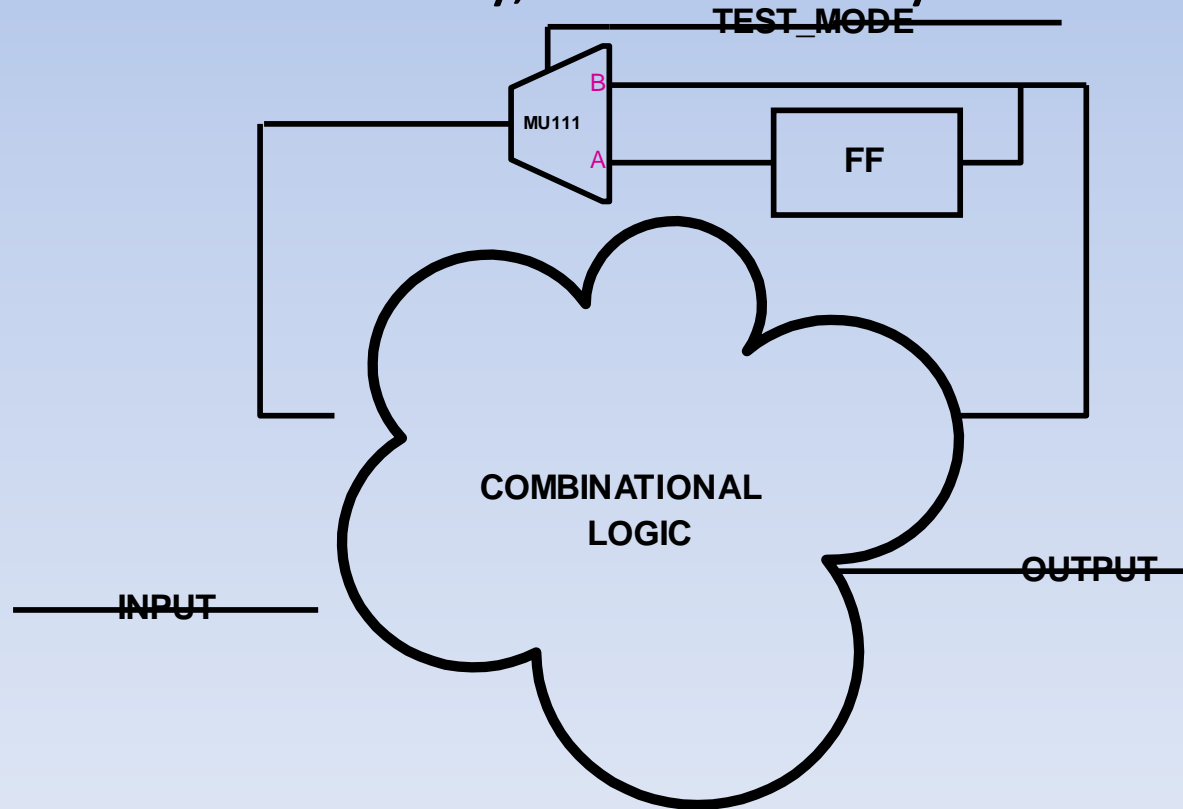 TEST_MODE
B
MU111
A
FF
COMBINATIONAL
LOGIC
OUTPUT
INPUT